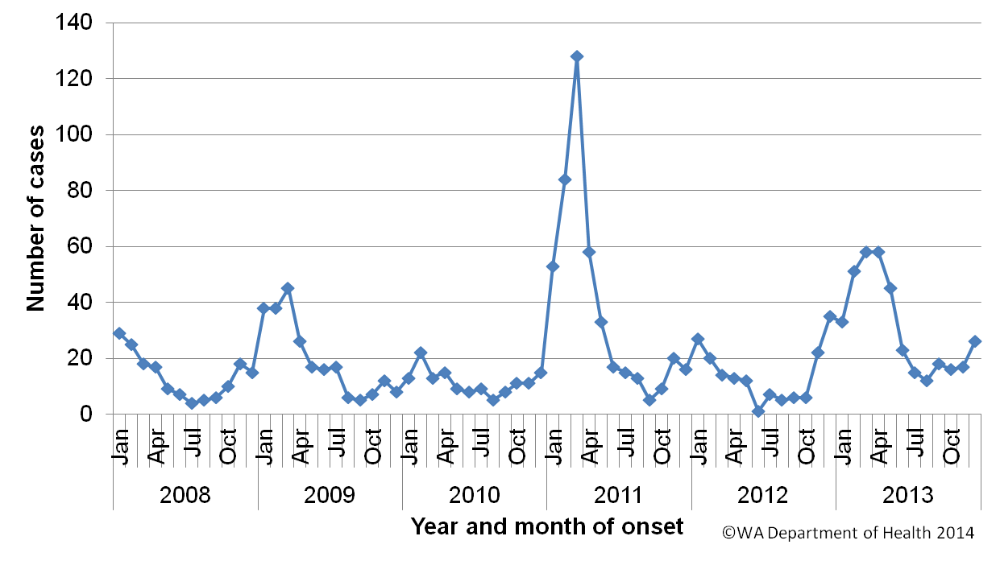 140
120
100
80
60
40
20
0
Number of cases
Jan Apr Jul Oct Jan Apr Jul Oct Jan Apr Jul Oct Jan Apr Jul Oct Jan Apr Jul Oct Jan Apr Jul Oct
2008 2009 2010 2011 2012 2013
Year and month of onset
©WA Department of Health 2014